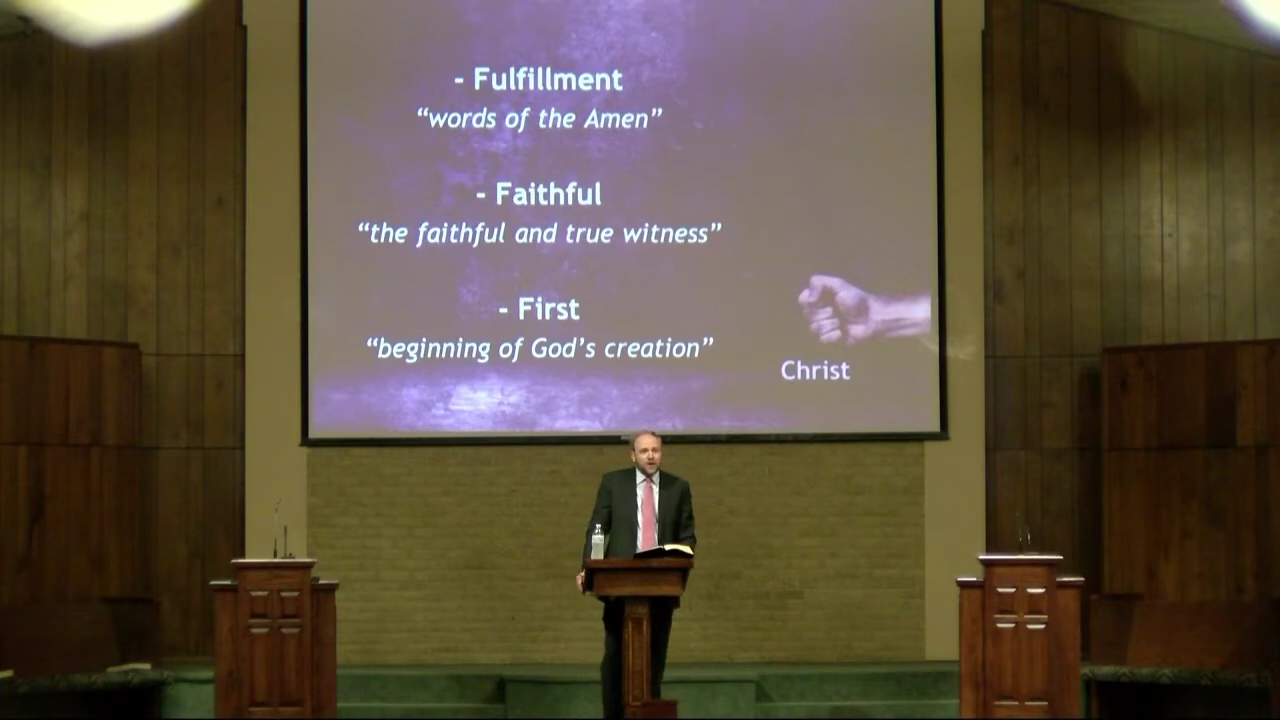 - Fulfillment
“words of the Amen”
- Faithful
“the faithful and true witness”
- First
“beginning of God’s creation”
Christ